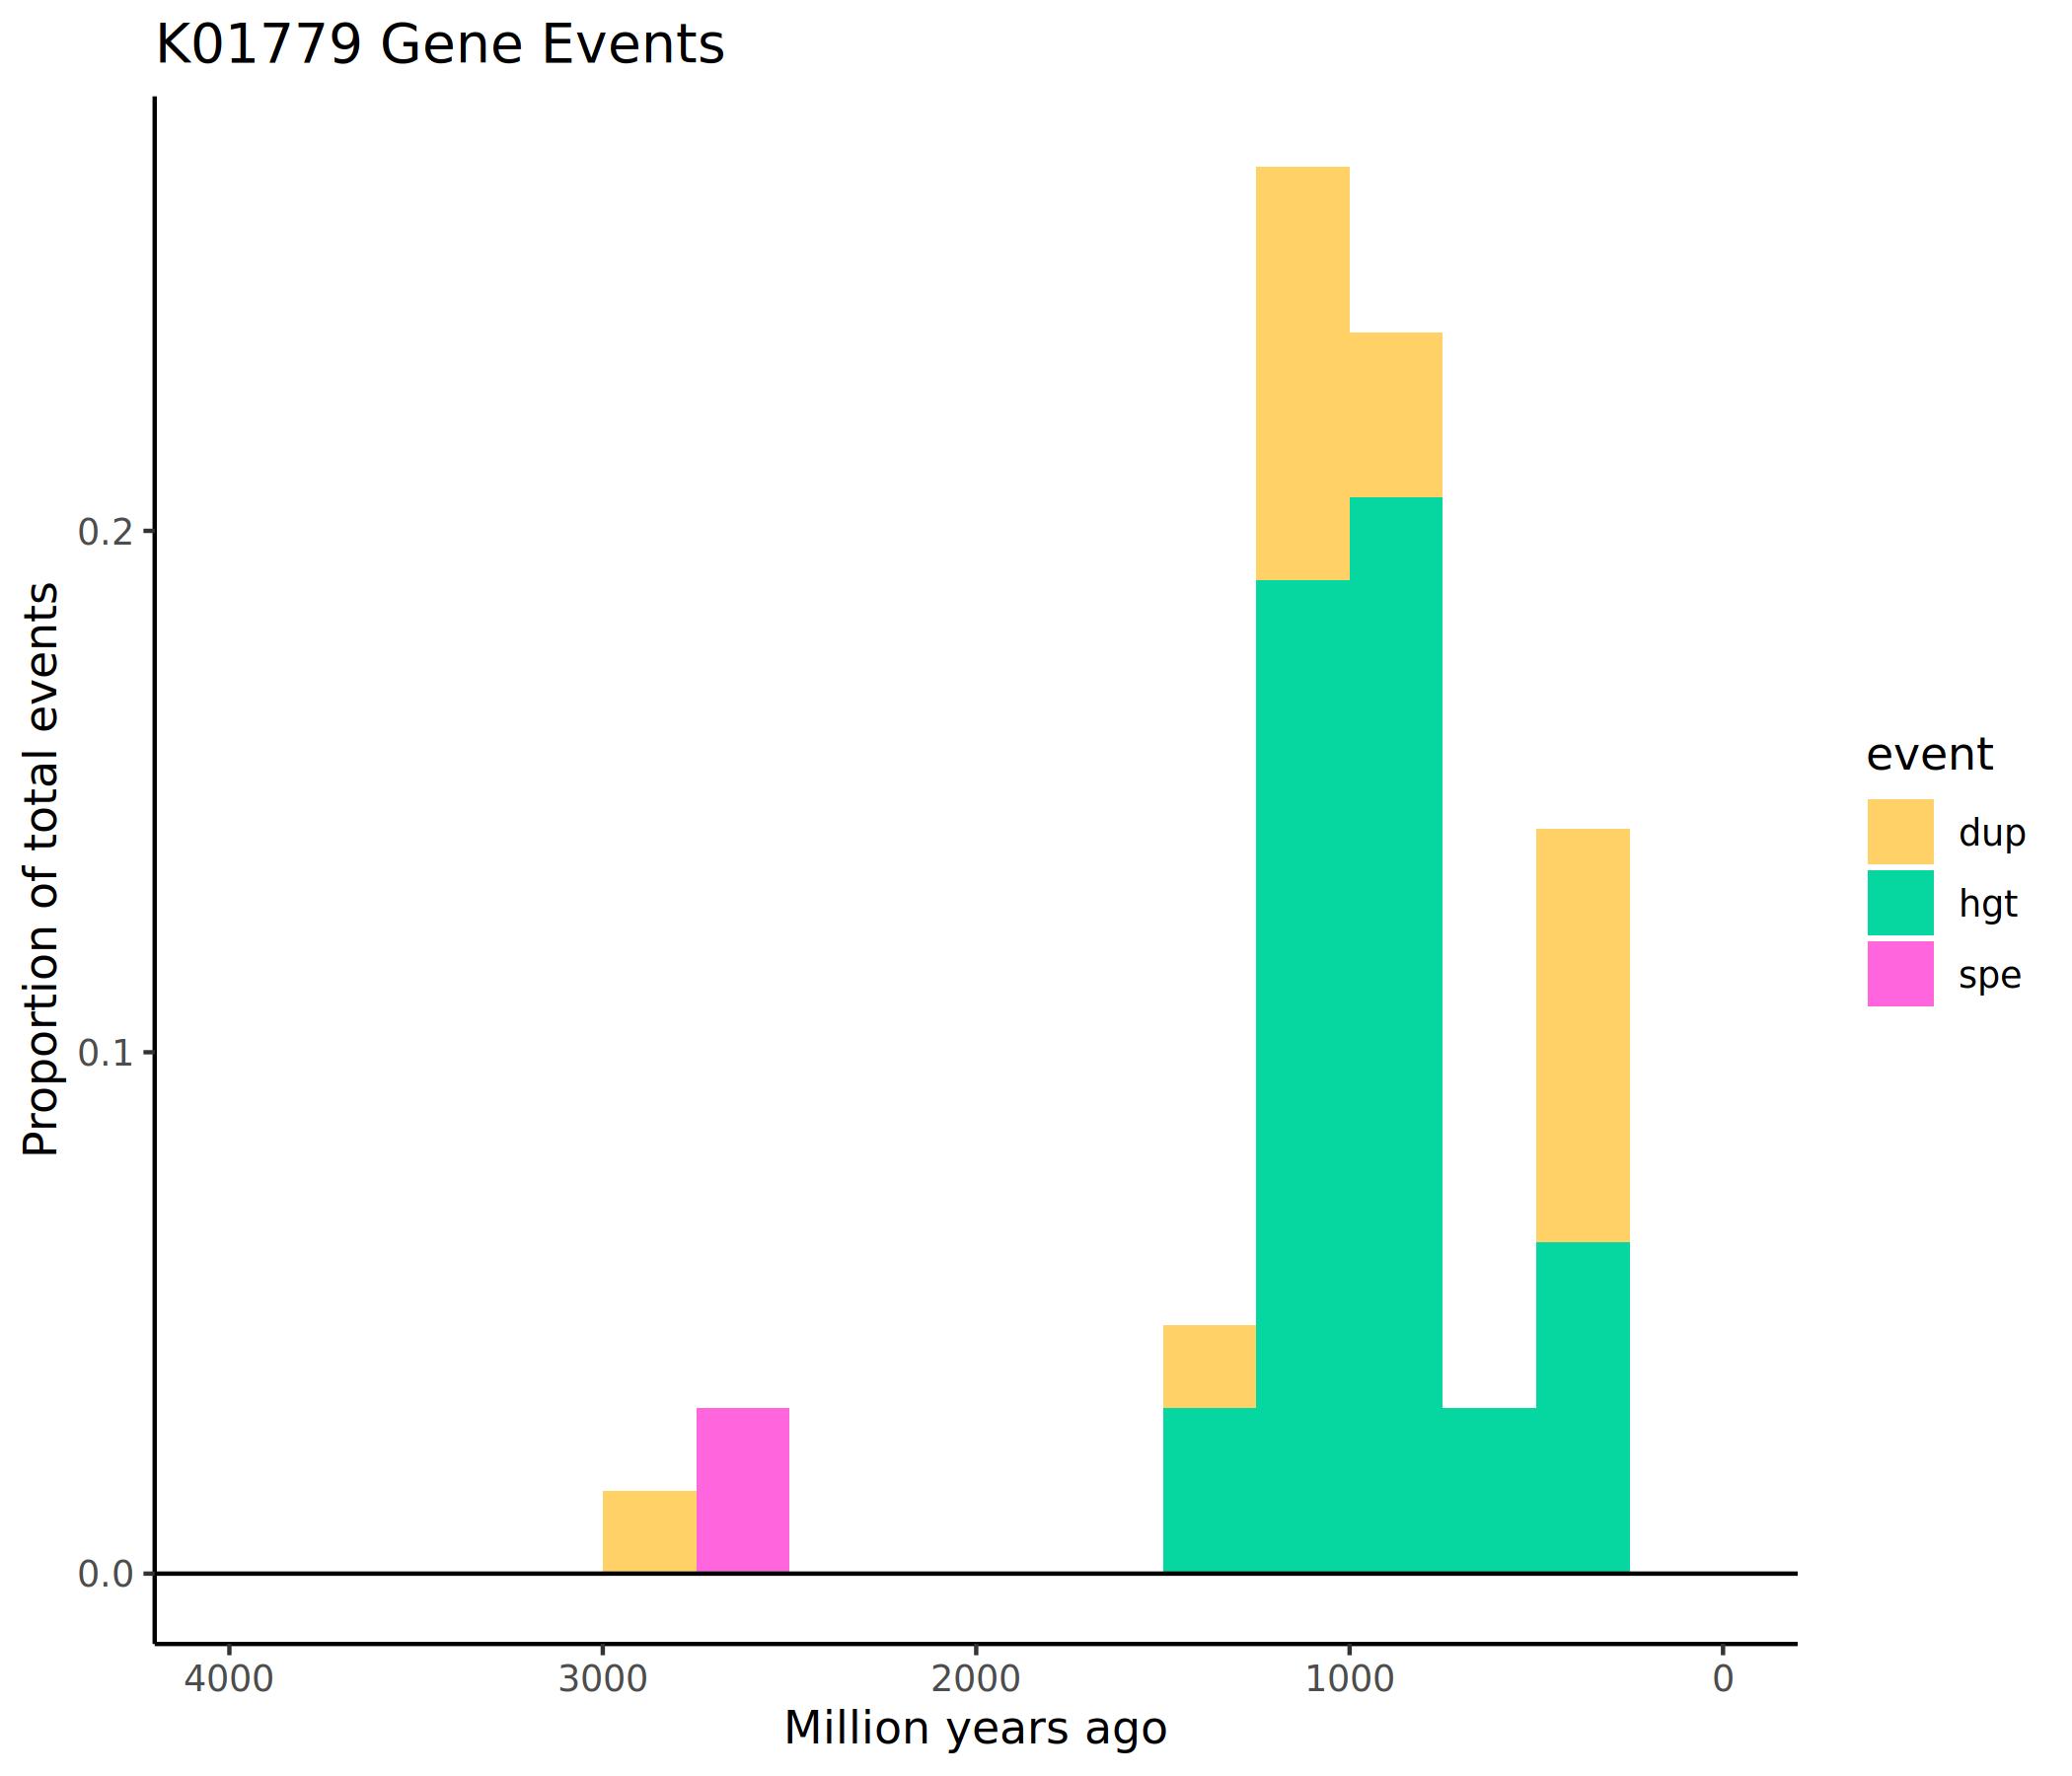 K01779 Gene Events
Proportion of total events
0.2
0.1
0.0
4000 3000 2000 1000 0
Million years ago
event
dup
hgt
spe